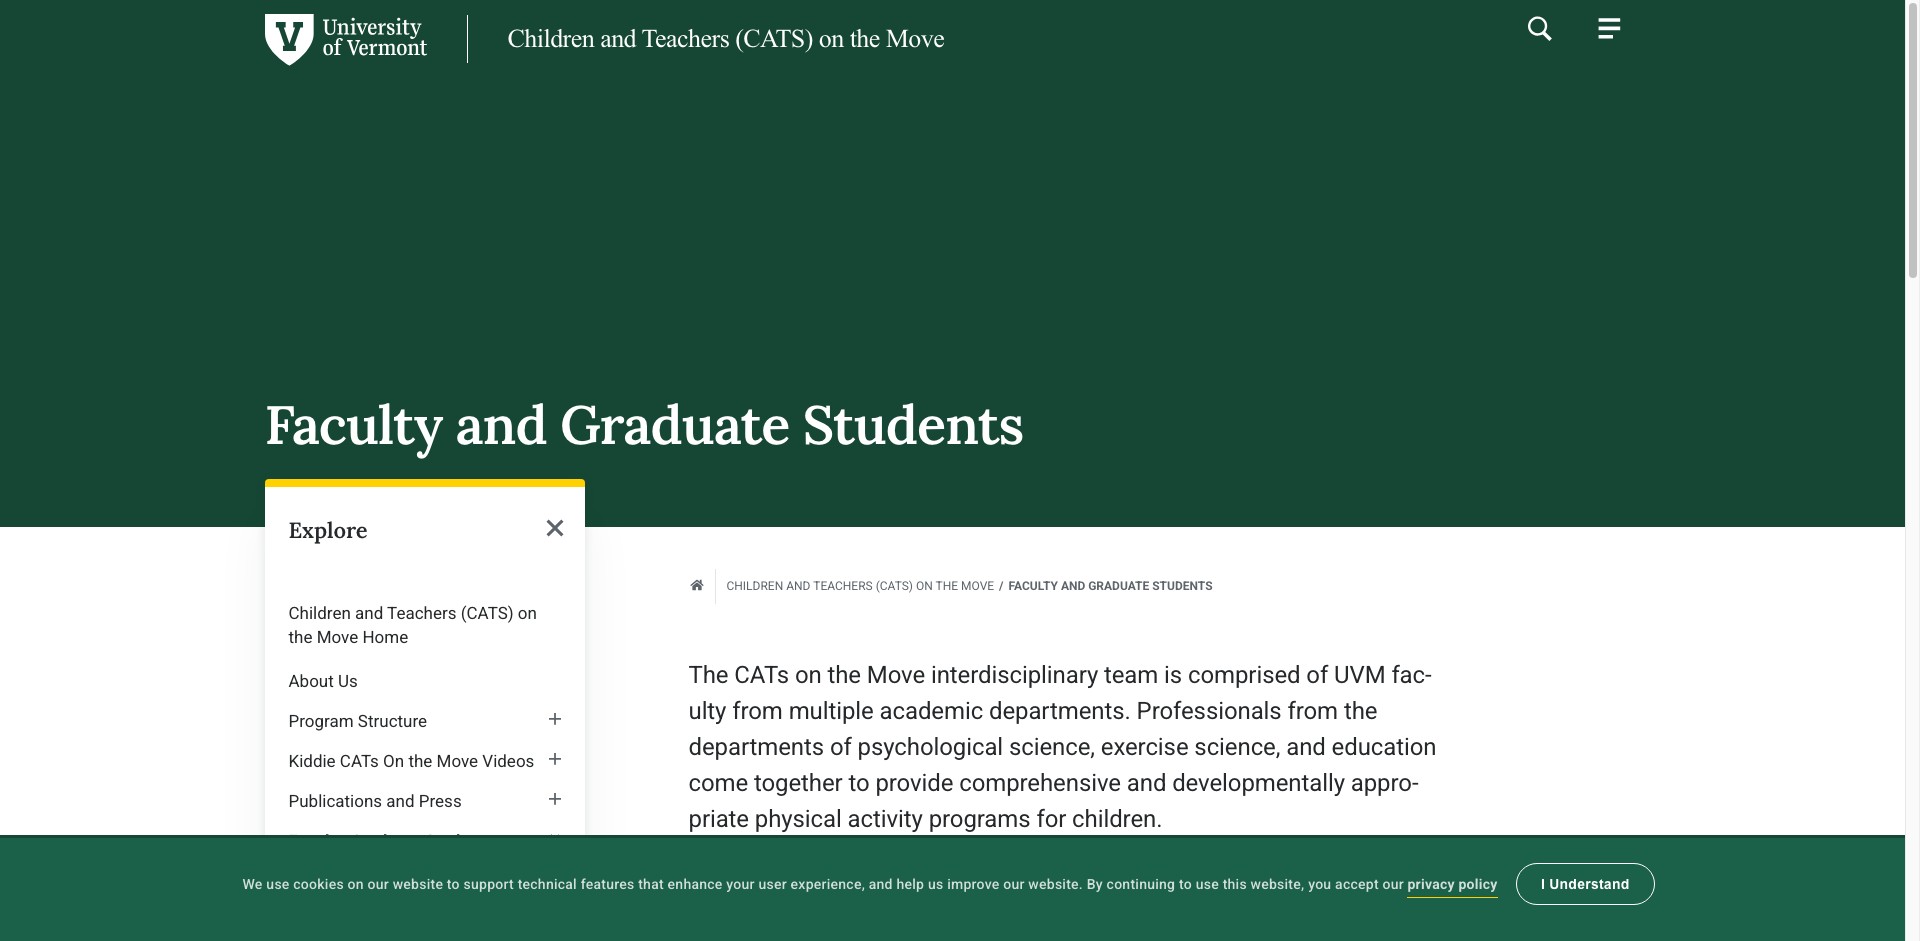 University
of Vermont
Children and Teachers (CATS) on the Move
Faculty and Graduate Students
Explore
Children and Teachers (CATS) on
the Move Home
About Us
Program Structure
Kiddie CATs On the Move Videos
Publications and Press
CHILDREN AND TEACHERS (CATS) ON THE MOVE / FACULTY AND GRADUATE STUDENTS
The CATs on the Move interdisciplinary team is comprised of UVM fac-
ulty from multiple academic departments. Professionals from the
departments of psychological science, exercise science, and education
come together to provide comprehensive and developmentally appro-
priate physical activity programs for children.
We use cookies on our website to support technical features that enhance your user experience, and help us improve our website. By continuing to use this website, you accept our privacy policy
I Understand